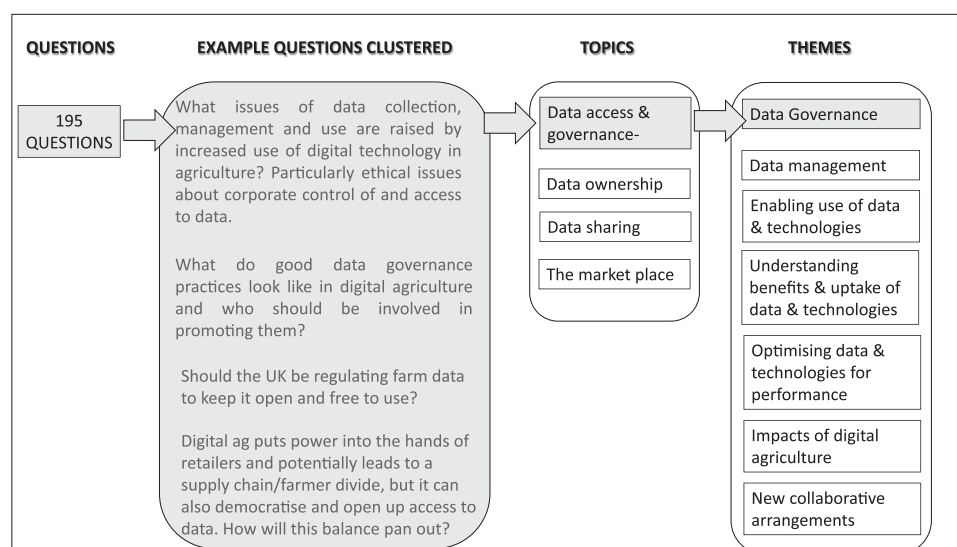 QUESTIONS
EXAMPLE QUESTIONS CLUSTERED
TOPICS
THEMES
195
QUESTIONS
What issues of data collection,
management and use are raised by
increased use of digital technology in
agriculture? Particularly ethical issues
about corporate control of and access
to data.
What do good data governance
practices look like in digital agriculture
and who should be involved in
promoting them?
Should the UK be regulating farm data
to keep it open and free to use?
Digital ag puts power into the hands of
retailers and potentially leads to a
supply chain/farmer divide, but it can
also democratise and open up access to
data. How will this balance pan out?
Data access &
governance-
Data ownership
Data sharing
The market place
Data Governance
Data management
Enabling use of data
& technologies
Understanding
benefits & uptake of
data & technologies
Optimising data &
technologies for
performance
Impacts of digital
agriculture
New collaborative
arrangements